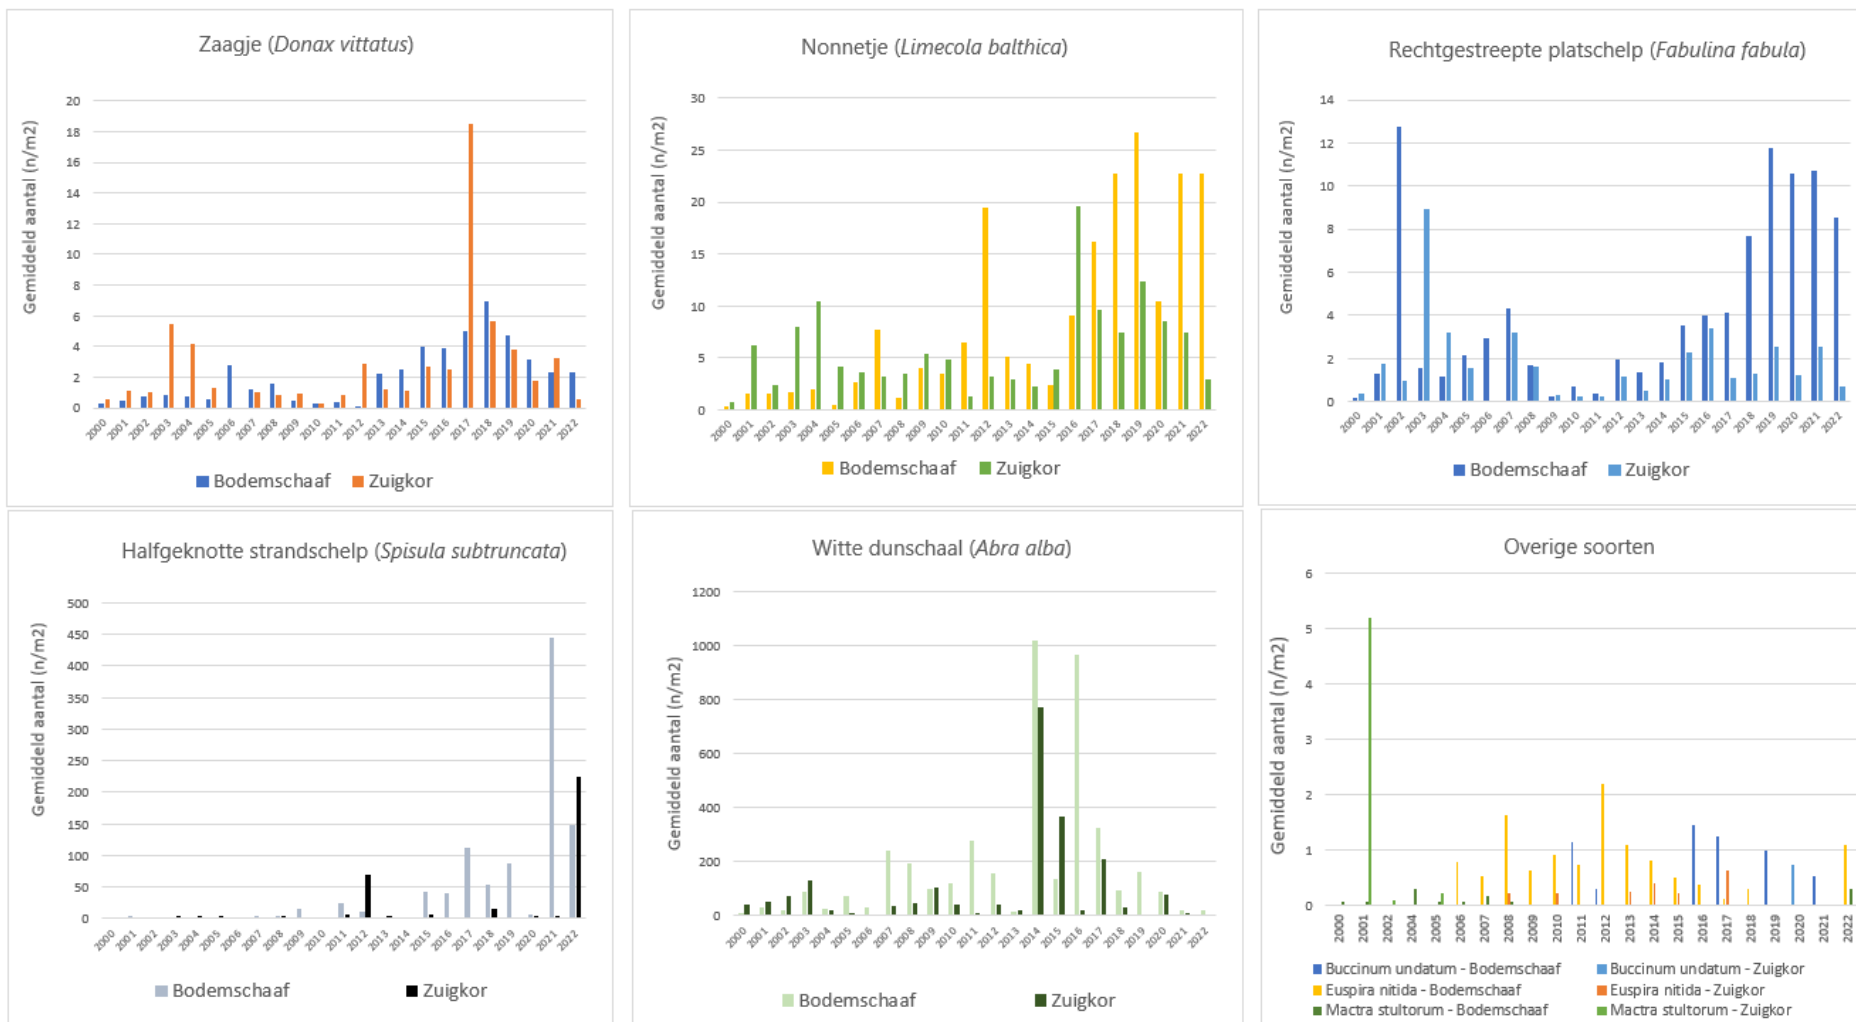 Zaagje (Donax vittatus)
Gemiddeld aantal (n/m2)
20
18
16
14
12
10
8
6
4
2
0
2000 2001 2002 2003 2004 2005 2006 2007 2008 2009 2010 2011 2012 2013 2014 2015 2016 2017 2018 2019 2020 2021 2022
Bodemschaaf Zuigkor
Nonnetje (Limecola balthica)
Gemiddeld aantal (n/m2)
30
25
20
15
10
5
0
2000 2001 2002 2003 2004 2005 2006 2007 2008 2009 2010 2011 2012 2013 2014 2015 2016 2017 2018 2019 2020 2021 2022
Bodemschaaf Zuigkor
Rechtgestreepte platschelp (Fabulina fabula)
Gemiddeld aantal (n/m2)
14
12
10
8
6
4
2
0
2000 2001 2002 2003 2004 2005 2006 2007 2008 2009 2010 2011 2012 2013 2014 2015 2016 2017 2018 2019 2020 2021 2022
Bodemschaaf Zuigkor
Halfgeknotte strandschelp (Spisula subtruncata)
Gemiddeld aantal (n/m2)
500
450
400
350
300
250
200
150
100
50
0
2000 2001 2002 2003 2004 2005 2006 2007 2008 2009 2010 2011 2012 2013 2014 2015 2016 2017 2018 2019 2020 2021 2022
Bodemschaaf Zuigkor
Witte dunschaal (Abra alba)
Gemiddeld aantal (n/m2)
1200
1000
800
600
400
200
0
2000 2001 2002 2003 2004 2005 2006 2007 2008 2009 2010 2011 2012 2013 2014 2015 2016 2017 2018 2019 2020 2021 2022
Bodemschaaf Zuigkor
Overige soorten
Gemiddeld aantal (n/m2)
6
5
4
3
2
1
0
2000 2001 2002 2004 2005 2006 2007 2008 2009 2010 2011 2012 2013 2014 2015 2016 2017 2018 2019 2020 2021 2022
Buccinum undatum - Bodemschaaf Buccinum undatum - Zuigkor
Euspira nitida - Bodemschaaf Euspira nitida - Zuigkor
Mactra stultorum - Bodemschaaf Mactra stultorum - Zuigkor